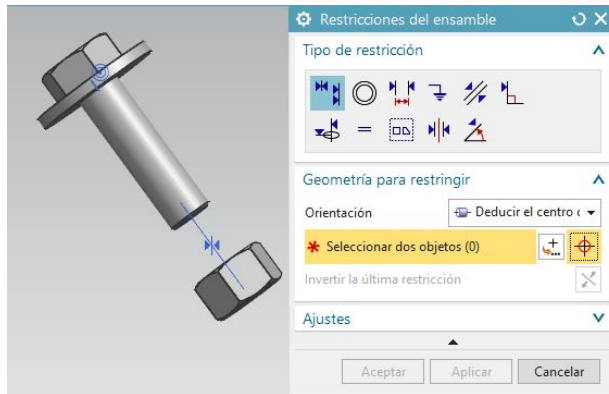 Restricciones del ensamble
Tipo de restricción
Geometría para restringir
Orientación
Deducir el centro
* Seleccionar dos objetos (0)
Invertir la última restricción
Ajustes
Aceptar
Aplicar
Cancelar